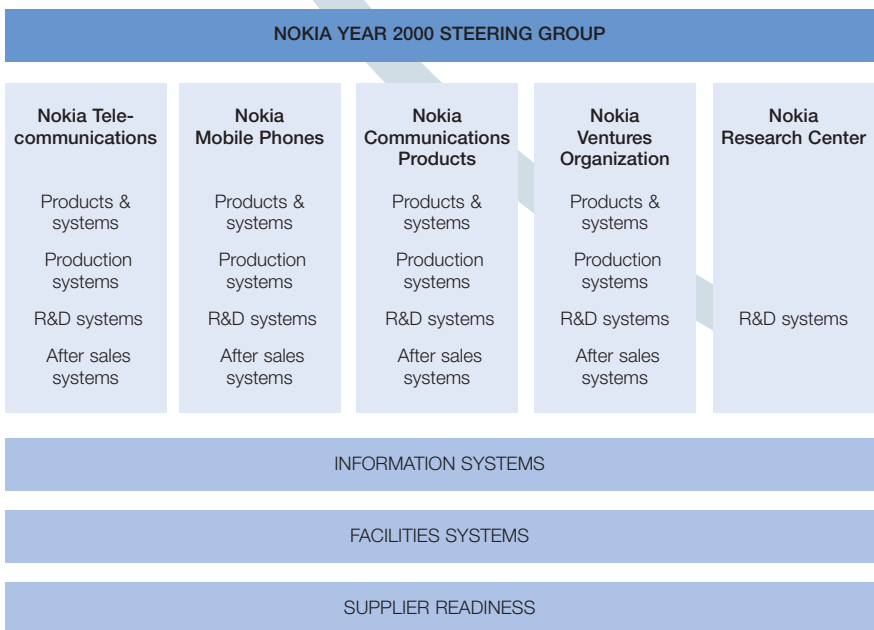 NOKIA YEAR 2000 STEERING GROUP
Nokia Tele-
communications
Products &
systems
Production
systems
R&D systems
After sales
systems
Nokia
Mobile Phones
Products &
systems
Production
systems
R&D systems
After sales
systems
Nokia
Communications
Products
Products &
systems
Production
systems
R&D systems
After sales
systems
Nokia
Ventures
Organization
Products &
systems
Production
systems
R&D systems
After sales
systems
Nokia
Research Center
R&D systems
INFORMATION SYSTEMS
FACILITIES SYSTEMS
SUPPLIER READINESS